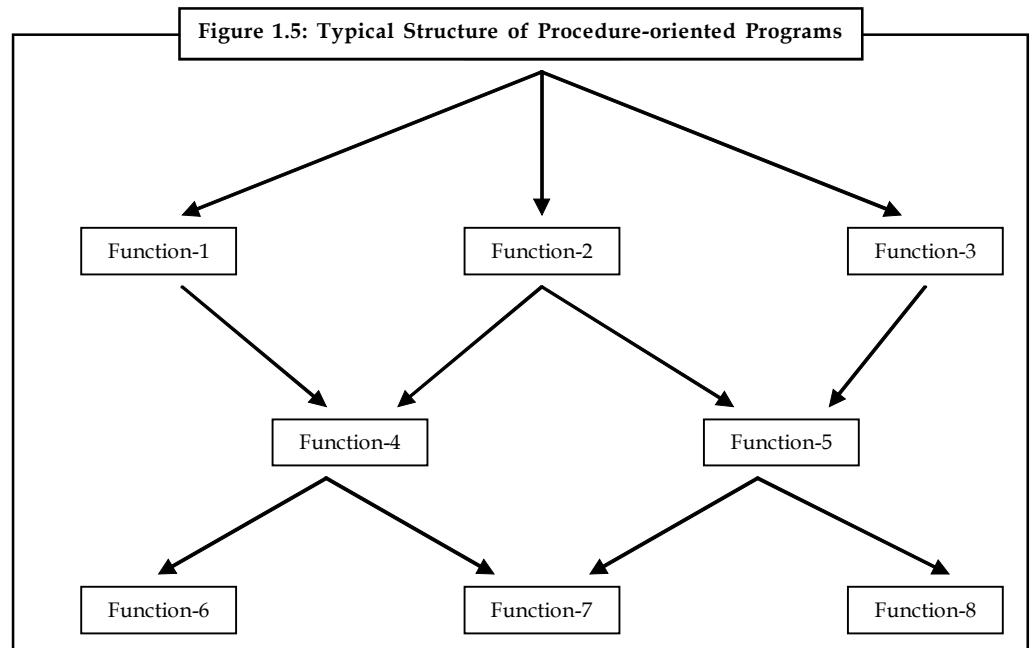 Figure 1.5: Typical Structure of Procedure-oriented Programs
Function-1
Function-2
Function-3
Function-4
Function-5
Function-6
Function-7
Function-8